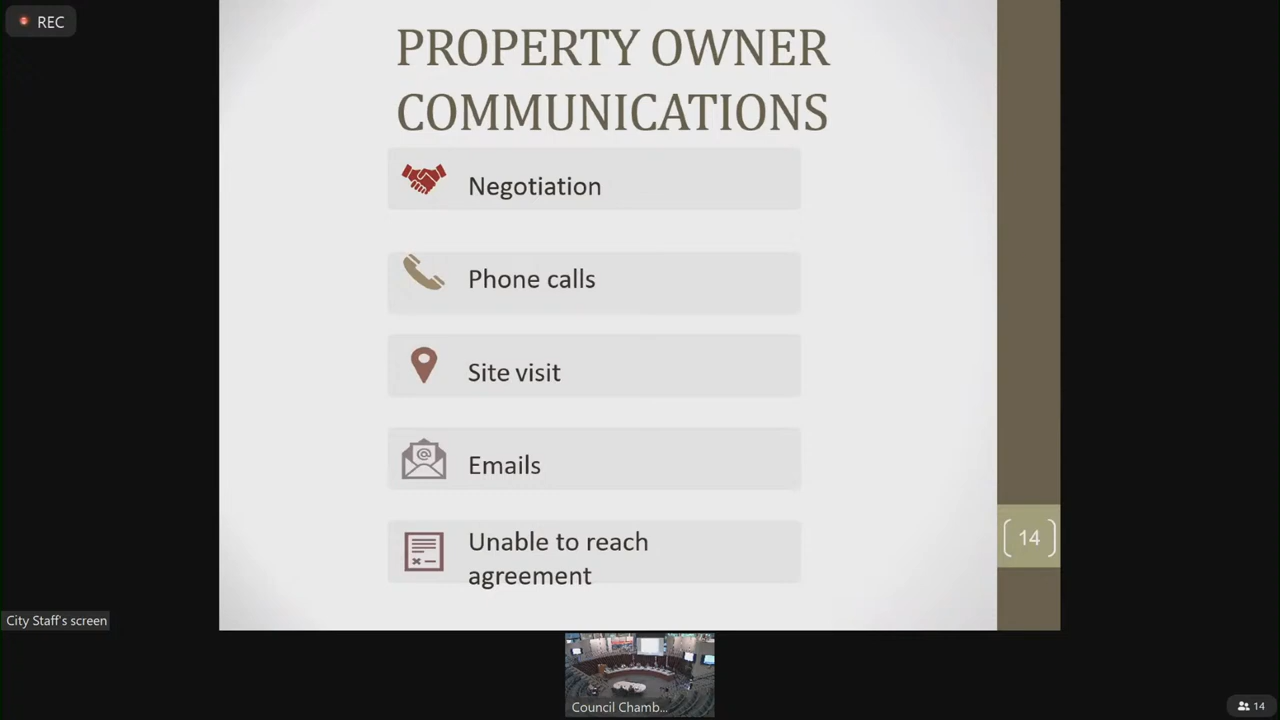 REC
PROPERTY OWNER
COMMUNICATIONS
Negotiation
Phone calls
Site visit
@
Emails
Unable to reach
agreement
14
City Staff's screen
Council Chamb...
14